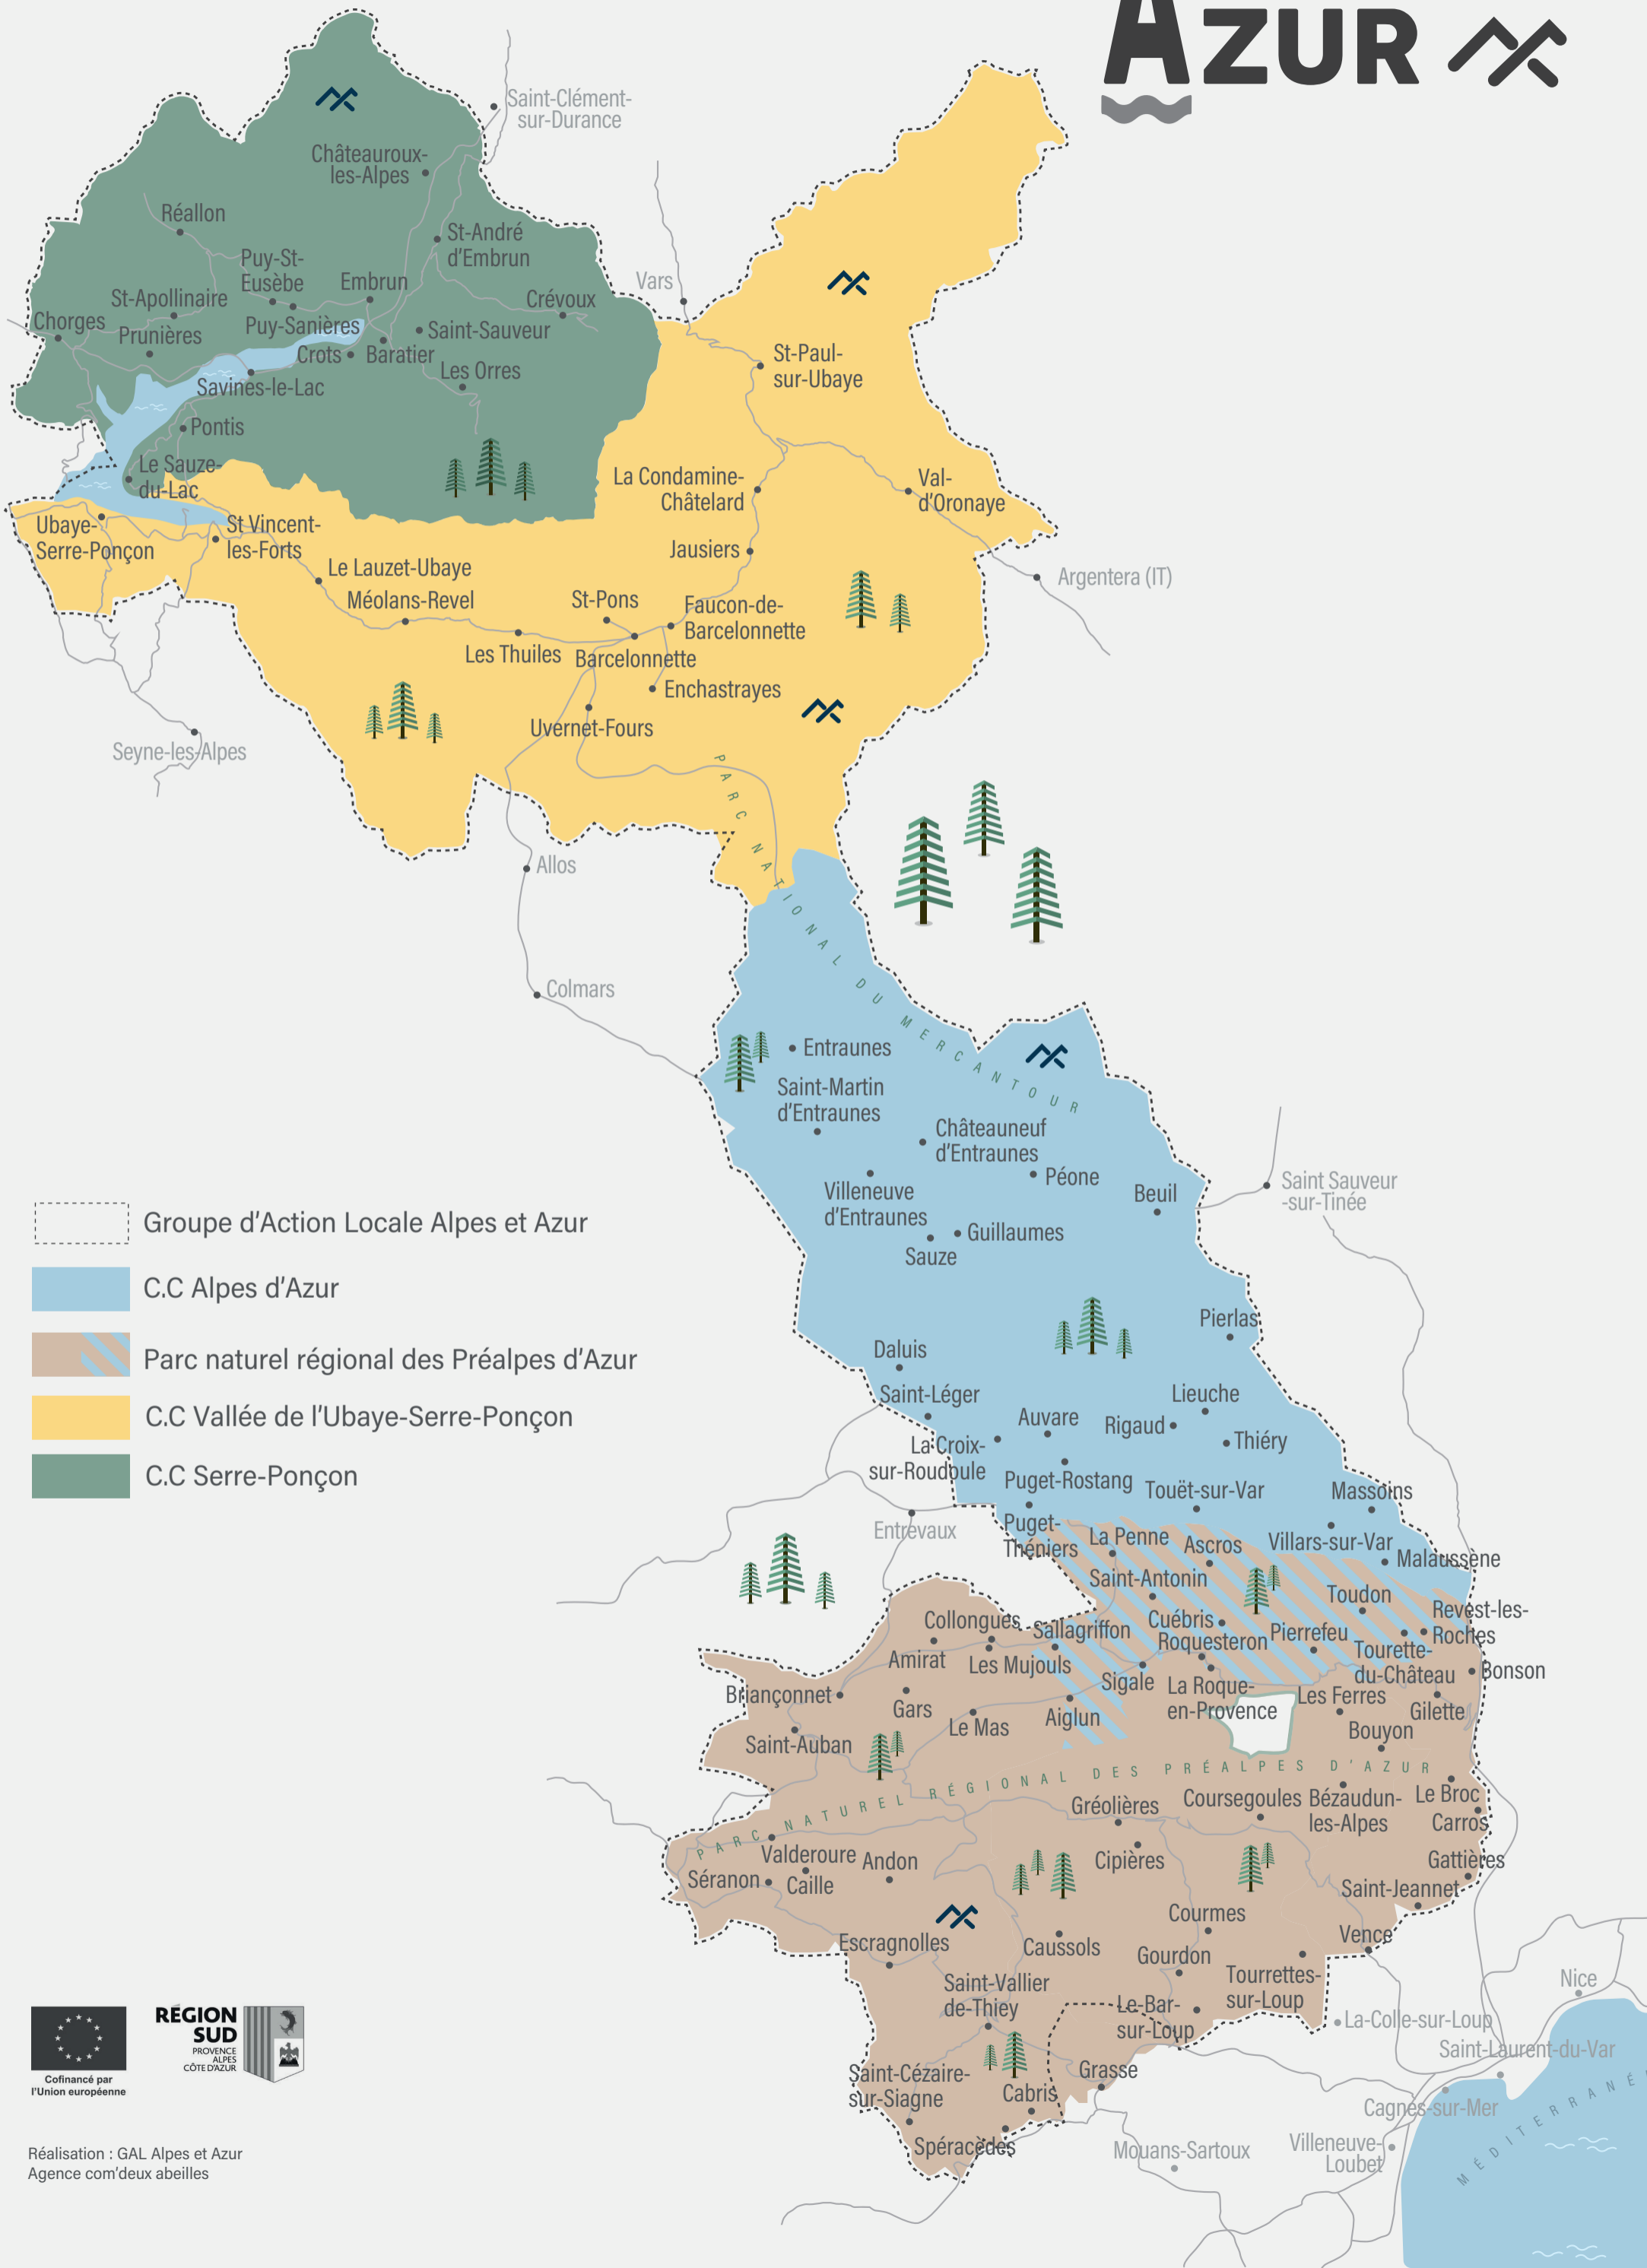 AZUR
Saint-Clément-
sur-Durance
Châteauroux-
les-Alpes
Réallon
St-André
d'Embrun
Puy-St-
Eusèbe
Embrun
Vars
St-Apollinaire
Crévoux
Chorges
Puy-Sanières
Saint-Sauveur
Prunières
Crots
Baratier
St-Paul-
sur-Ubaye
Les Orres
Savines-le-Lac
Pontis
Le Sauze-
du-Lac
La Condamine-
Châtelard
Val-
d'Oronaye
Ubaye-
Serre-Ponçon
St Vincent-
les-Forts
Jausiers
Le Lauzet-Ubaye
Argentera (IT)
Méolans-Revel
St-Pons
Faucon-de-
Barcelonnette
Les Thuiles
Barcelonnette
Enchastrayes
Uvernet-Fours
Seyne-les-Alpes
PARC NATIONAL DU MERCANTOUR
Allos
Colmars
Entraunes
Saint-Martin
d'Entraunes
Châteauneuf
d'Entraunes
Péone
Villeneuve
d'Entraunes
Beuil
Saint Sauveur
-sur-Tinée
Guillaumes
Sauze
Groupe d'Action Locale Alpes et Azur
C.C Alpes d'Azur
Parc naturel régional des Préalpes d'Azur
C.C Vallée de l'Ubaye-Serre-Ponçon
C.C Serre-Ponçon
Pierlas
Daluis
Saint-Léger
Lieuche
Auvare
Rigaud
Thiéry
La Croix-
sur-Roudoule
Puget-Rostang
Touët-sur-Var
Massoins
Entrevaux
Puget-
Théniers
La Penne
Ascros
Villars-sur-Var
Malaussène
Saint-Antonin
Toudon
Revest-les-
Roches
Collongues
Sallagriffon
Cuébris
Roquesteron
Pierrefeu
Tourette-
du-Château
Amirat
Les Mujouls
Sigale
La Roque-
en-Provence
Bonson
Briançonnet
Gars
Les Ferres
Gilette
Le Mas
Aiglun
Saint-Auban
Bouyon
PARC NATUREL RÉGIONAL DES PRÉALPES D'AZUR
Gréolières
Coursegoules
Bézaudun-
les-Alpes
Le Broc
Carros
Valderoure
Andon
Cipières
Gattières
Séranon
Caille
Saint-Jeannet
Courmes
Escragnolles
Caussols
Gourdon
Vence
Saint-Vallier
de-Thiey
Tourrettes-
sur-Loup
Nice
Le-Bar-
sur-Loup
La-Colle-sur-Loup
Saint-Laurent-du-Var
Saint-Cézaire-
sur-Siagne
Grasse
Cabris
Cagnes-sur-Mer
Spéracèdes
Mouans-Sartoux
Villeneuve-
Loubet
MÉDITERRANÉ
Cofinancé par
l'Union européenne
RÉGION
SUD
PROVENCE
ALPES
CÔTE D'AZUR
Réalisation : GAL Alpes et Azur
Agence com'deux abeilles